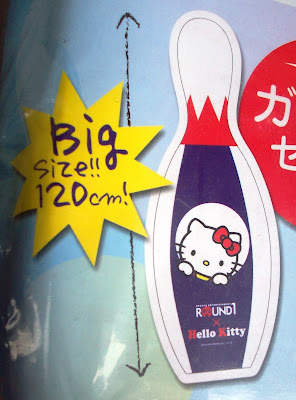 Big
size!!
120cm!
ガ
セ
ROUND1
×
Hello Kitty